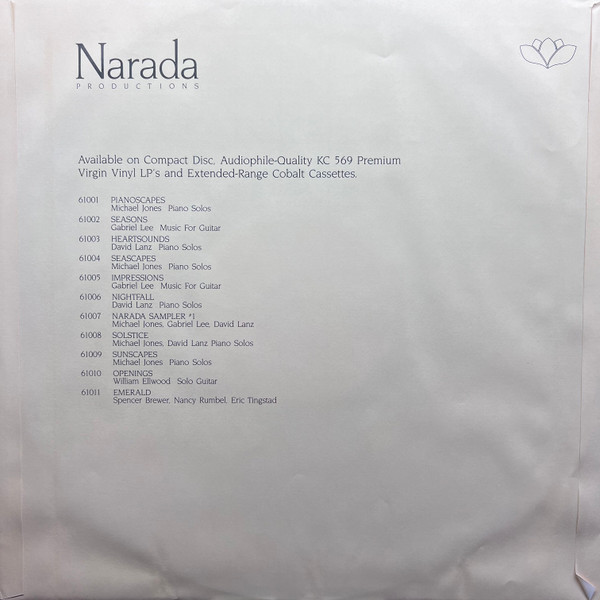 Narada
PRODUCTIONS
Available on Compact Disc, Audiophile-Quality KC 569 Premium
Virgin Vinyl LP's and Extended-Range Cobalt Cassettes.
61001 PIANOSCAPES
Michael Jones Piano Solos
61002 SEASONS
Gabriel Lee Music For Guitar
61003 HEARTSOUNDS
David Lanz Piano Solos
61004 SEASCAPES
Michael Jones Piano Solos
61005 IMPRESSIONS
Gabriel Lee Music For Guitar
61006 NIGHTFALL
David Lanz Piano Solos
61007 NARADA SAMPLER #1
Michael Jones, Gabriel Lee, David Lanz
61008 SOLSTICE
Michael Jones, David Lanz Piano Solos
61009 SUNSCAPES
Michael Jones Piano Solos
61010 OPENINGS
William Ellwood Solo Guitar
61011 EMERALD
Spencer Brewer, Nancy Rumbel, Eric Tingstad